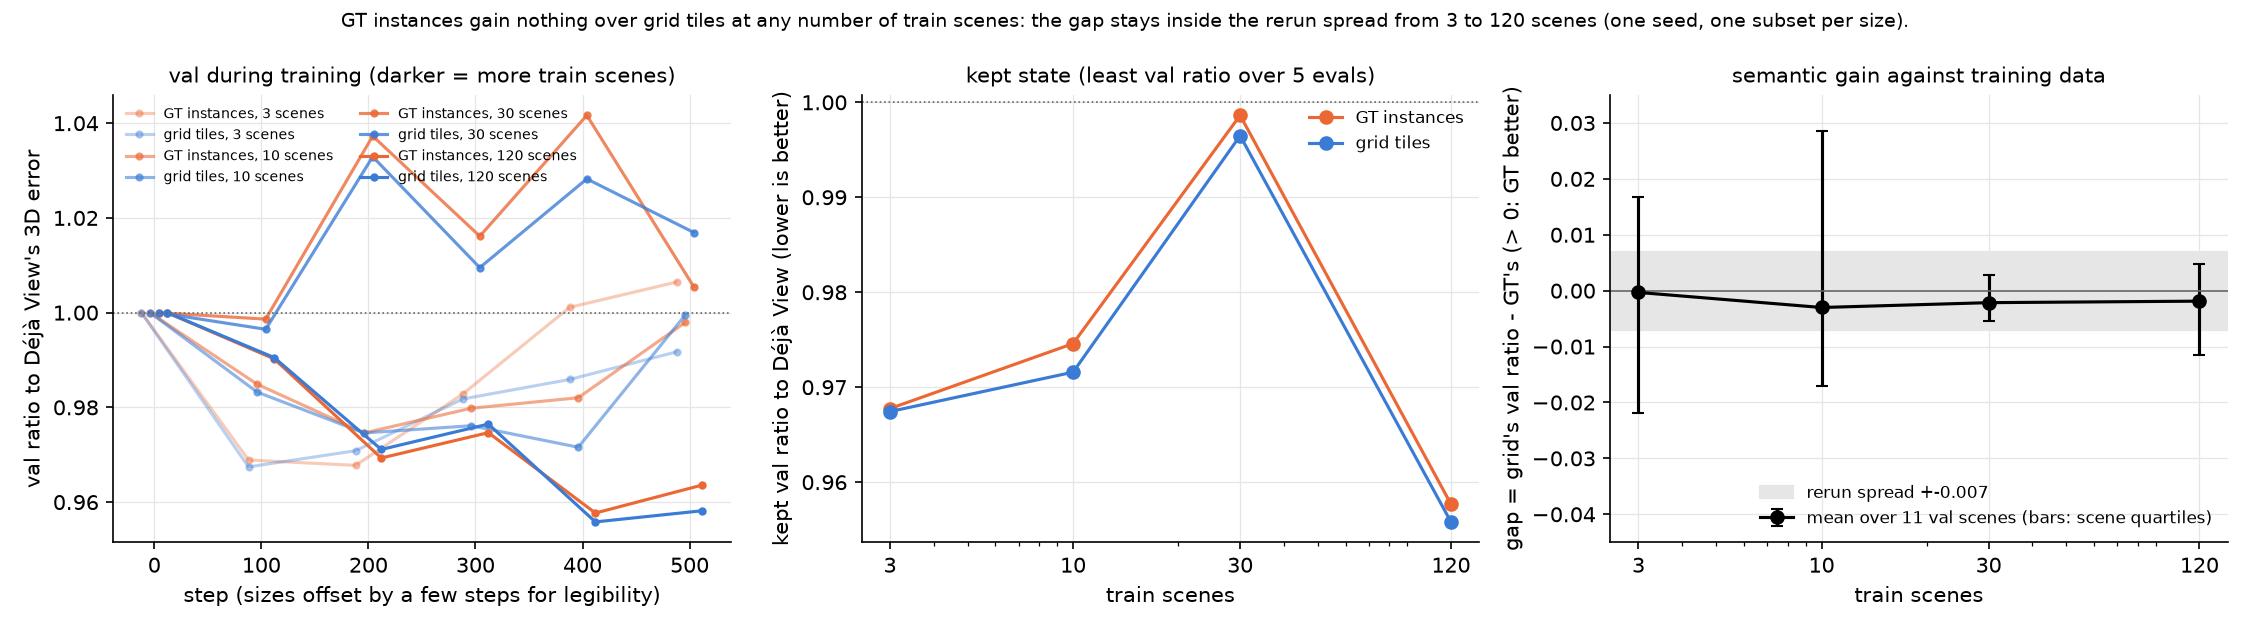 GT instances gain nothing over grid tiles at any number of train scenes: the gap stays inside the rerun spread from 3 to 120 scenes (one seed, one subset per size).
val during training (darker = more train scenes)
val ratio to Déjà View's 3D error
1.04
1.02
1.00
0.98
0.96
GT instances, 3 scenes
grid tiles, 3 scenes
GT instances, 10 scenes
grid tiles, 10 scenes
GT instances, 30 scenes
grid tiles, 30 scenes
GT instances, 120 scenes
grid tiles, 120 scenes
0 100 200 300 400 500
step (sizes offset by a few steps for legibility)
kept state (least val ratio over 5 evals)
kept val ratio to Déjà View (lower is better)
1.00
0.99
0.98
0.97
0.96
GT instances
grid tiles
3 10 30 120
train scenes
semantic gain against training data
gap = grid's val ratio - GT's (> 0: GT better)
0.03
0.02
0.01
0.00
−0.01
−0.02
−0.03
−0.04
rerun spread +-0.007
mean over 11 val scenes (bars: scene quartiles)
3 10 30 120
train scenes